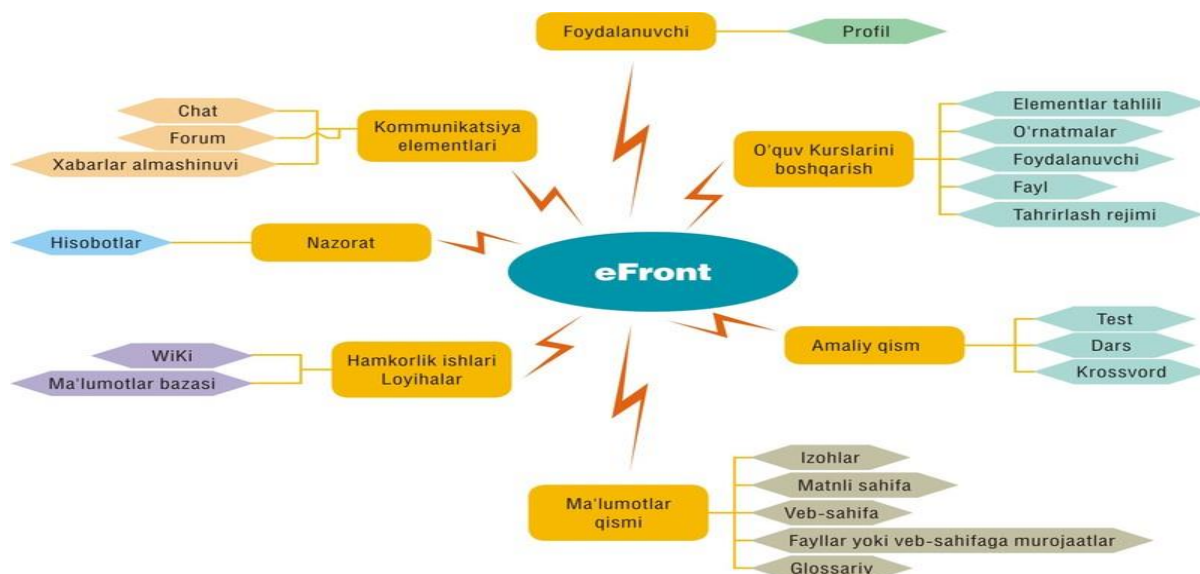 Foydalanuvchi
Profil
Chat
Forum
Xabarlar almashinuvi
Kommunikatsiya
elementlari
O'quv Kurslarini
boshqarish
Elementlar tahlili
O'rnatmalar
Foydalanuvchi
Fayl
Tahrirlash rejimi
Hisobotlar
Nazorat
eFront
WiKi
Ma'lumotlar bazasi
Hamkorlik ishlari
Loyihalar
Amaliy qism
Test
Dars
Krossvord
Ma'lumotlar
qismi
Izohlar
Matnli sahifa
Veb-sahifa
Fayllar yoki veb-sahifaga murojaatlar
Glossariy